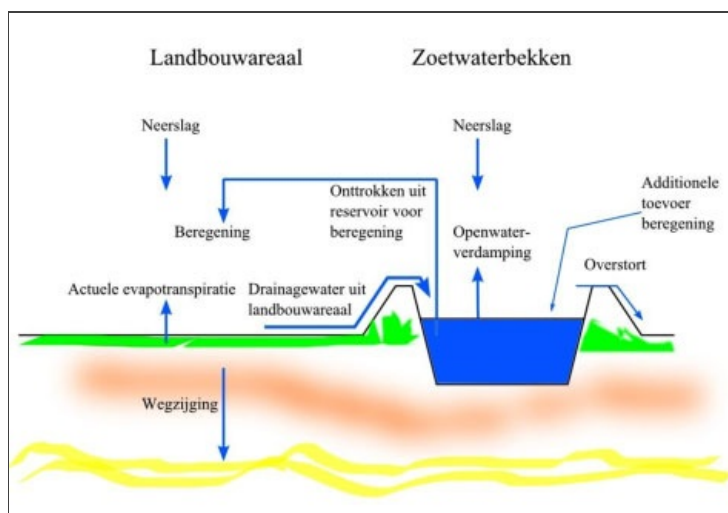 Landbouwareaal
Zoetwaterbekken
Neerslag
Neerslag
Onttrokken uit
reservoir voor
beregening
Additionele
toevoer
beregening
Beregening
Openwater-
verdamping
Overstort
Actuele evapotranspiratie
Drainagewater uit
landbouwareaal
Wegzijging